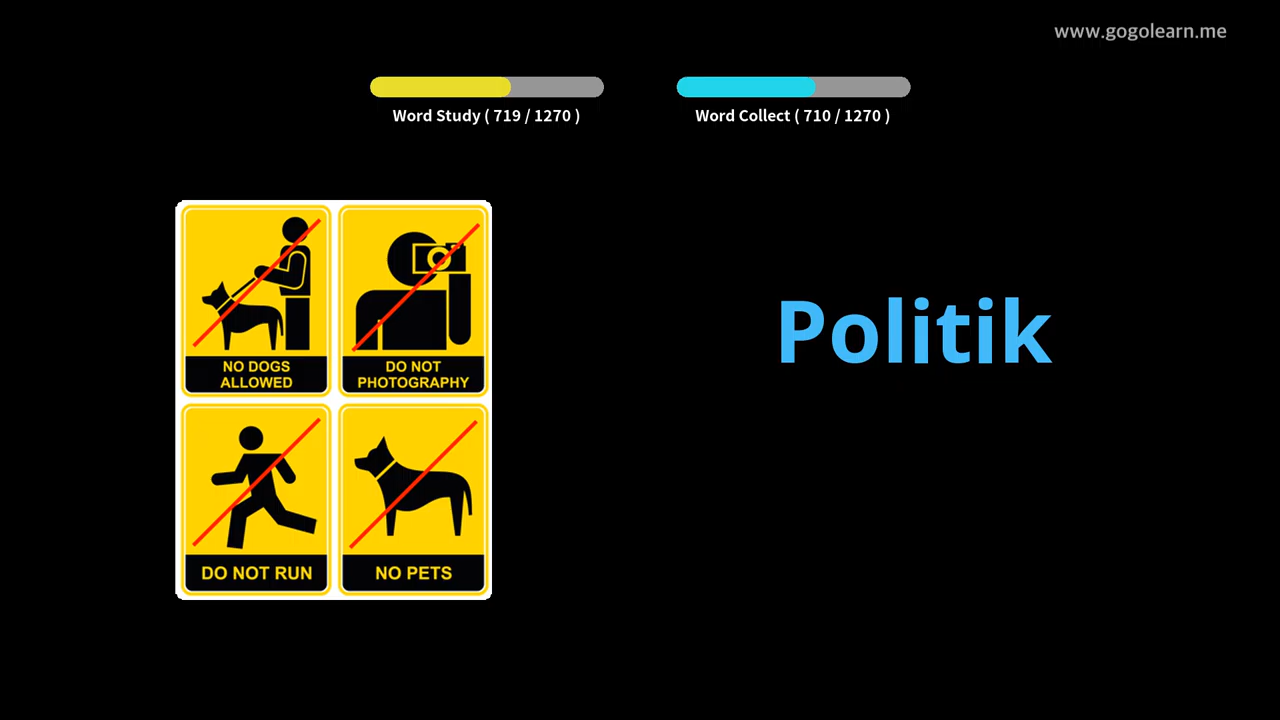 www.gogolearn.me
Word Study ( 719 / 1270 )
Word Collect ( 710 / 1270 )
NO DOGS
ALLOWED
DO NOT
PHOTOGRAPHY
DO NOT RUN
NO PETS
Politik